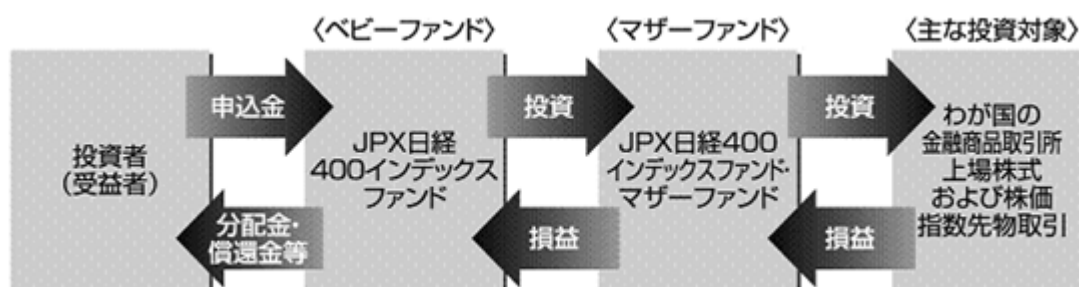 〈ベビーファンド〉
〈マザーファンド〉
〈主な投資対象〉
投資者
(受益者)
申込金
分配金・
償還金等
JPX日経
400インデックス
ファンド
投資
損益
JPX日経400
インデックスファンド・
マザーファンド
投資
損益
わが国の
金融商品取引所
上場株式
および株価
指数先物取引